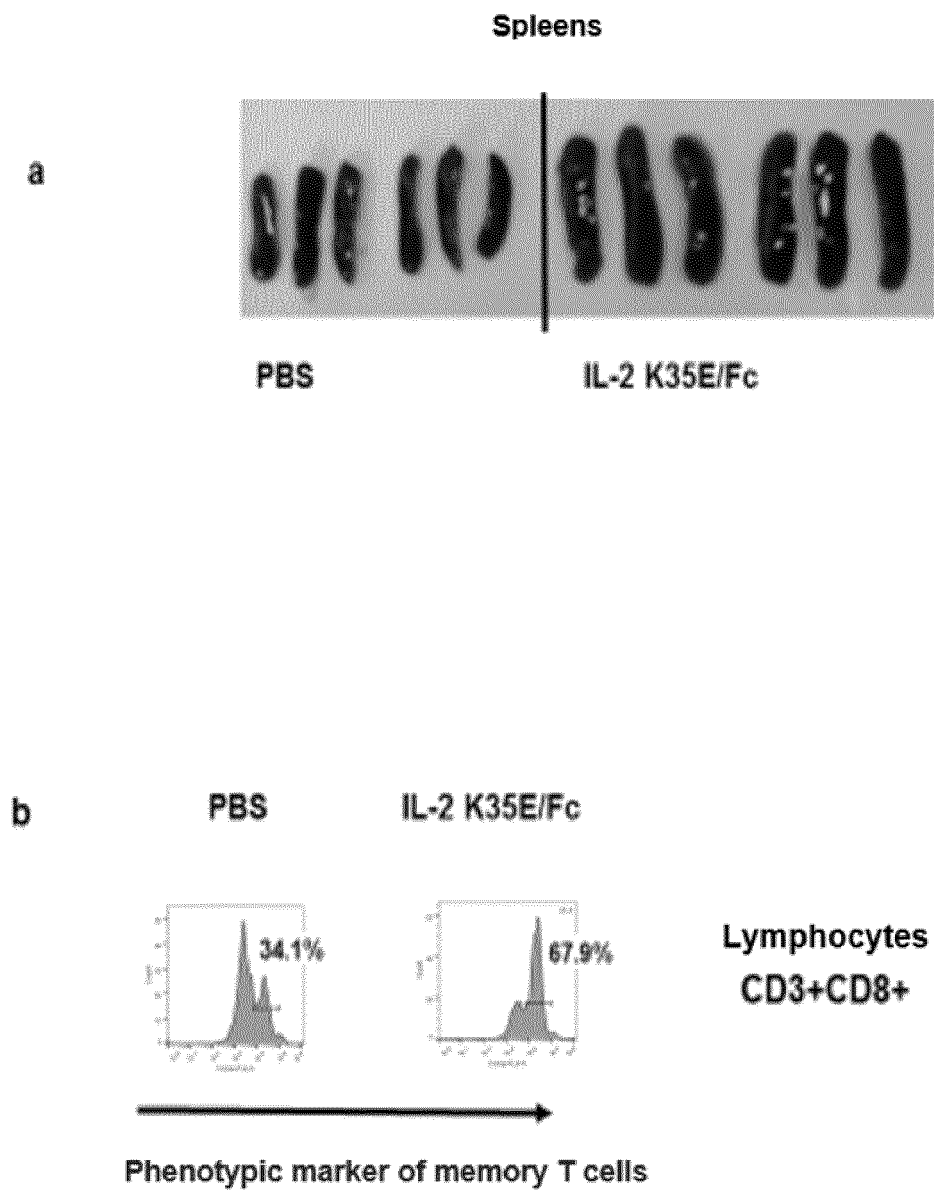 Spleens
a
PBS
IL-2 K35E/Fc
b
PBS
IL-2 K35E/Fc
34.1%
67.9%
Lymphocytes
CD3+CD8+
Phenotypic marker of memory T cells